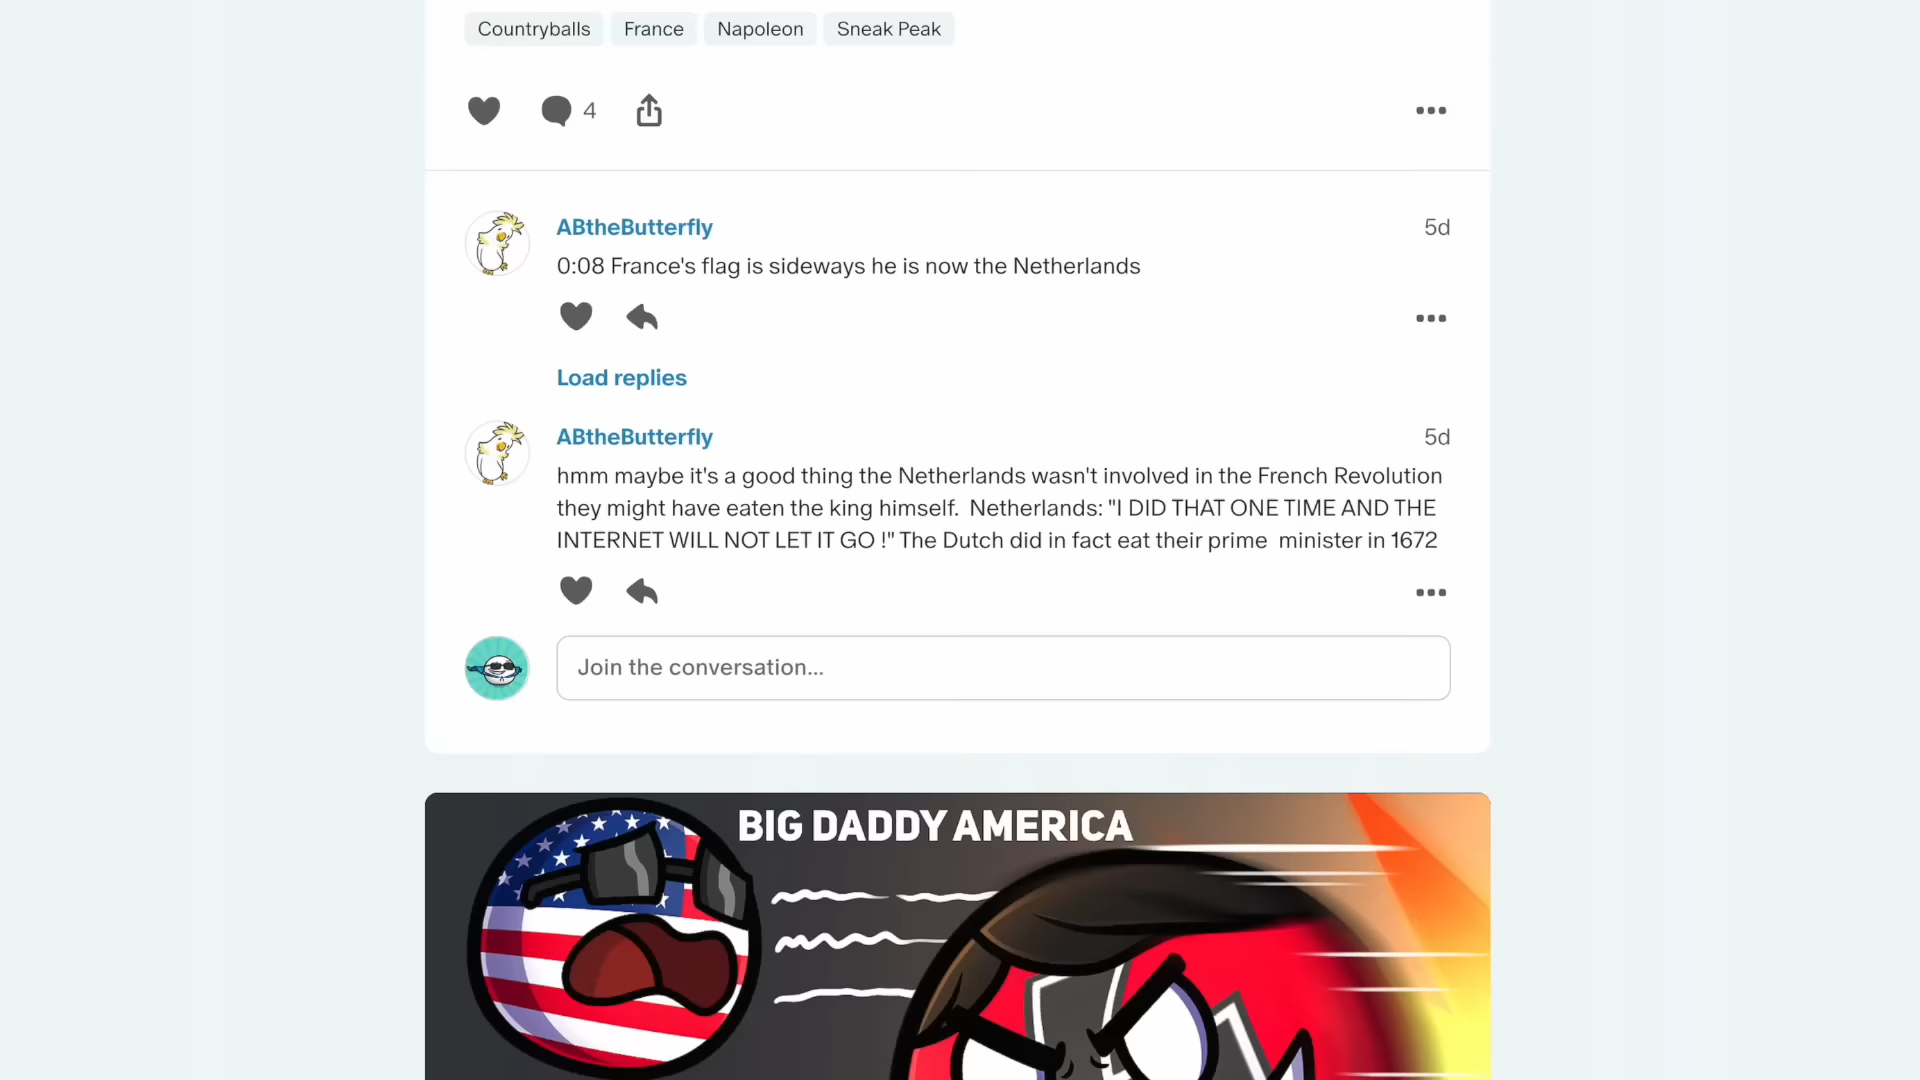 Countryballs France Napoleon Sneak Peak
4
ABtheButterfly 5d
0:08 France's flag is sideways he is now the Netherlands
Load replies
ABtheButterfly 5d
hmm maybe it's a good thing the Netherlands wasn't involved in the French Revolution
they might have eaten the king himself.  Netherlands: "I DID THAT ONE TIME AND THE
INTERNET WILL NOT LET IT GO !" The Dutch did in fact eat their prime  minister in 1672
Join the conversation...
BIG DADDY AMERICA